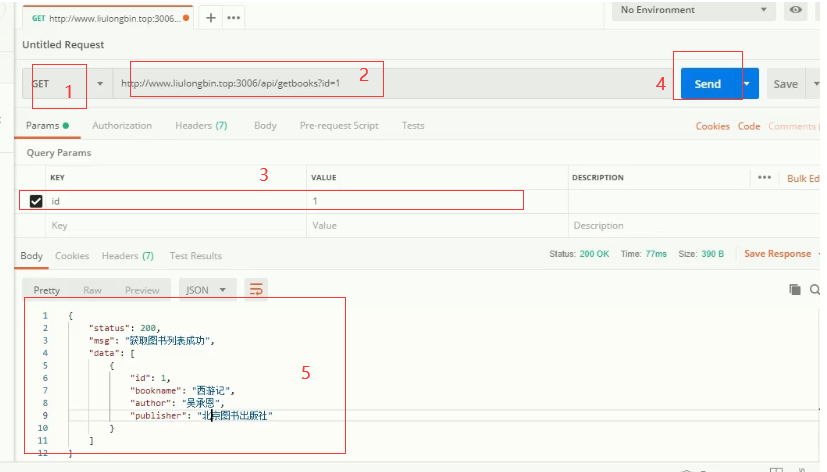 GET http://www.liulongbin.top:3006... + ••• No Environment
Untitled Request
GET 1 http://www.liulongbin.top:3006/api/getbooks?id=1 2 4 Send Save
Params Authorization Headers (7) Body Pre-request Script Tests Cookies Code Comments (
Query Params
KEY 3 VALUE DESCRIPTION ••• Bulk Ed
id 1
Key Value Description
Body Cookies Headers (7) Test Results Status: 200 OK Time: 77ms Size: 390 B Save Response
Pretty Raw Preview JSON
1 {
2 "status": 200,
3 "msg": "获取图书列表成功",
4 "data": [
5 { 5
6 "id": 1,
7 "bookname": "西游记",
8 "author": "吴承恩",
9 "publisher": "北京图书出版社"
10 }
11 ]
12 }